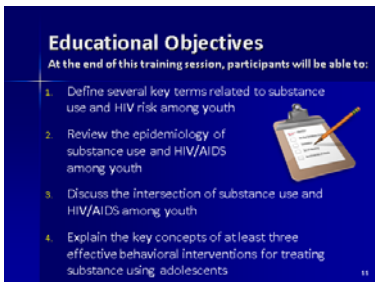 Educational Objectives
At the end of this training session, participants will be able to:
1. Define several key terms related to substance
use and HIV risk among youth
2. Review the epidemiology of
substance use and HIV/AIDS
among youth
3. Discuss the intersection of substance use and
HIV/AIDS among youth
4. Explain the key concepts of at least three
effective behavioral interventions for treating
substance using adolescents
11